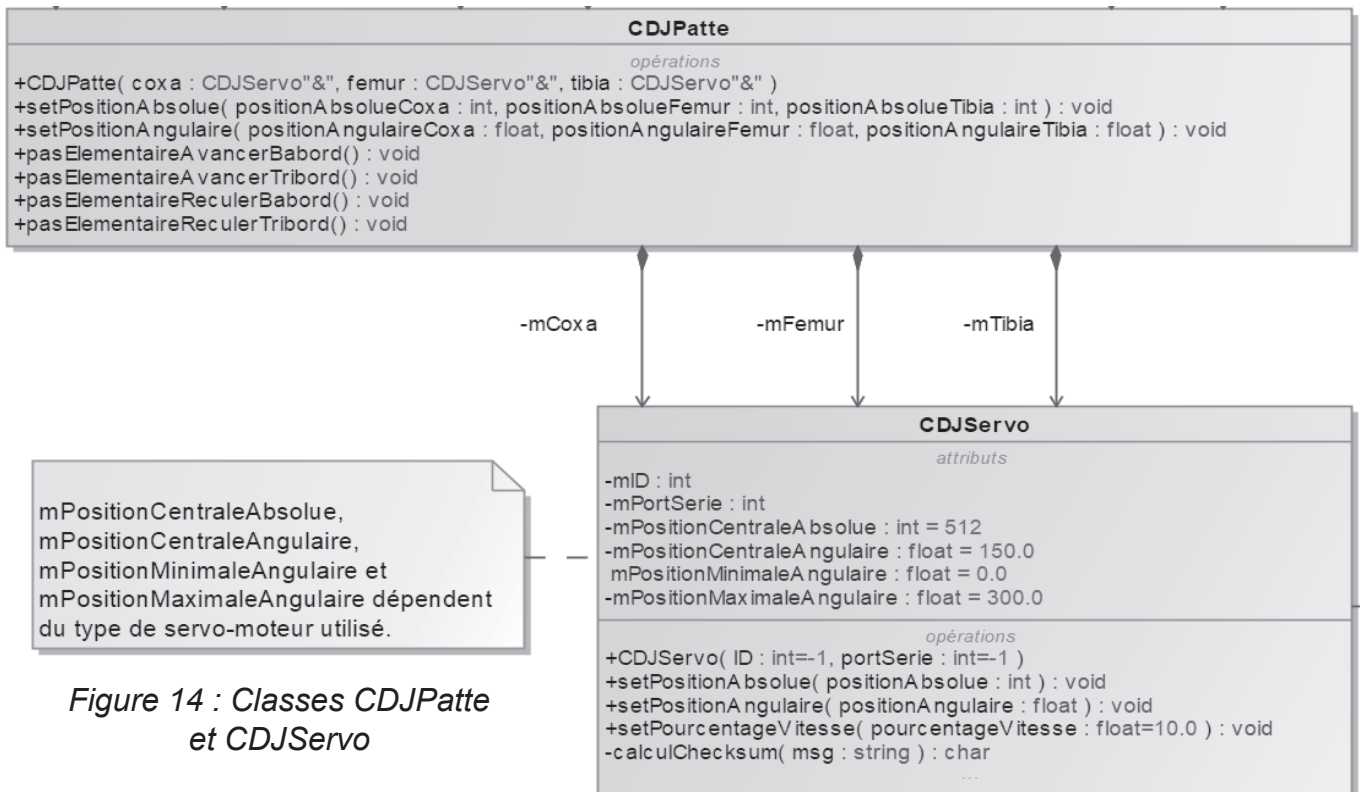 CDJPatte
opérations
+CDJPatte( coxa : CDJServo"&", femur : CDJServo"&", tibia : CDJServo"&" )
+setPositionAbsolue( positionAbsolueCoxa : int, positionAbsolueFemur : int, positionAbsolueTibia : int ) : void
+setPositionAngulaire( positionAngulaireCoxa : float, positionAngulaireFemur : float, positionAngulaireTibia : float ) : void
+pasElementaireAvancerBabord() : void
+pasElementaireAvancerTribord() : void
+pasElementaireReculerBabord() : void
+pasElementaireReculerTribord() : void
-mCoxa
-mFemur
-mTibia
mPositionCentraleAbsolue,
mPositionCentraleAngulaire,
mPositionMinimaleAngulaire et
mPositionMaximaleAngulaire dépendent
du type de servo-moteur utilisé.
Figure 14 : Classes CDJPatte
et CDJServo
CDJServo
attributs
-mID : int
-mPortSerie : int
-mPositionCentraleAbsolue : int = 512
-mPositionCentraleAngulaire : float = 150.0
mPositionMinimaleAngulaire : float = 0.0
-mPositionMaximaleAngulaire : float = 300.0
opérations
+CDJServo( ID : int=-1, portSerie : int=-1 )
+setPositionAbsolue( positionAbsolue : int ) : void
+setPositionAngulaire( positionAngulaire : float ) : void
+setPourcentageVitesse( pourcentageVitesse : float=10.0 ) : void
-calculChecksum( msg : string ) : char
...